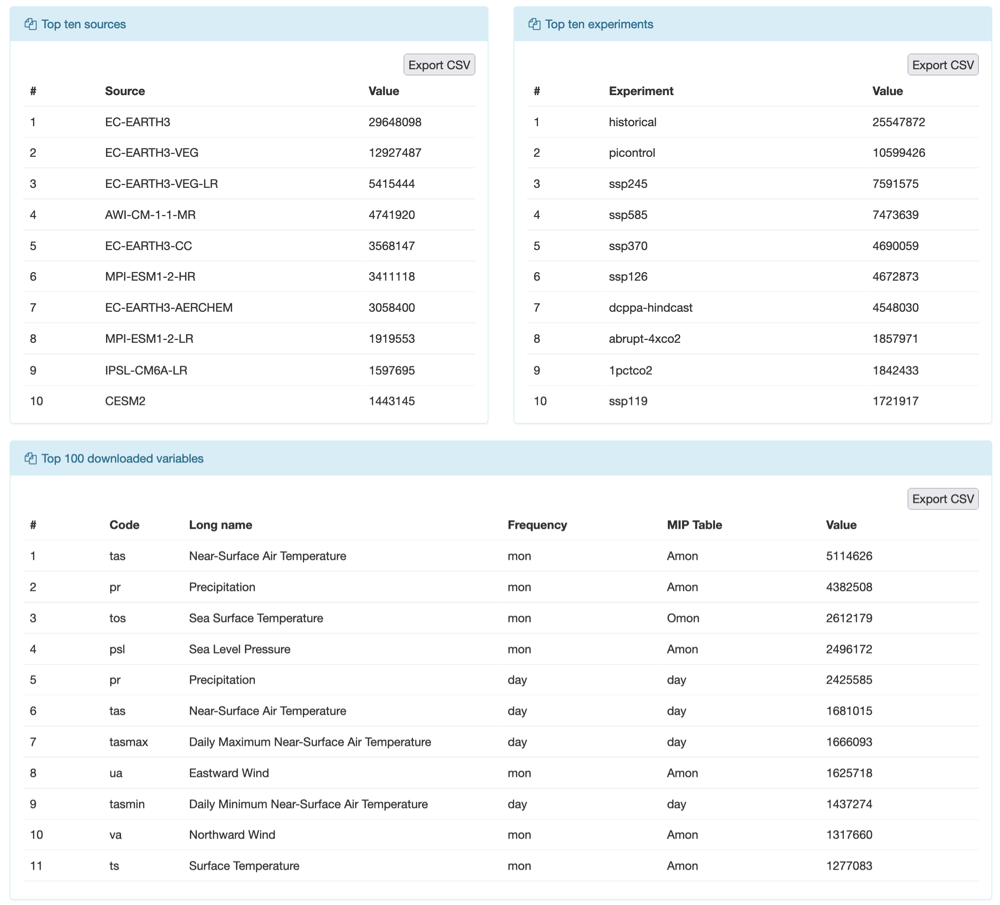 Top ten sources
Export CSV
# Source Value
1 EC-EARTH3 29648098
2 EC-EARTH3-VEG 12927487
3 EC-EARTH3-VEG-LR 5415444
4 AWI-CM-1-1-MR 4741920
5 EC-EARTH3-CC 3568147
6 MPI-ESM1-2-HR 3411118
7 EC-EARTH3-AERCHEM 3058400
8 MPI-ESM1-2-LR 1919553
9 IPSL-CM6A-LR 1597695
10 CESM2 1443145
Top ten experiments
Export CSV
# Experiment Value
1 historical 25547872
2 picontrol 10599426
3 ssp245 7591575
4 ssp585 7473639
5 ssp370 4690059
6 ssp126 4672873
7 dcppa-hindcast 4548030
8 abrupt-4xco2 1857971
9 1pctco2 1842433
10 ssp119 1721917
Top 100 downloaded variables
Export CSV
# Code Long name Frequency MIP Table Value
1 tas Near-Surface Air Temperature mon Amon 5114626
2 pr Precipitation mon Amon 4382508
3 tos Sea Surface Temperature mon Omon 2612179
4 psl Sea Level Pressure mon Amon 2496172
5 pr Precipitation day day 2425585
6 tas Near-Surface Air Temperature day day 1681015
7 tasmax Daily Maximum Near-Surface Air Temperature day day 1666093
8 ua Eastward Wind mon Amon 1625718
9 tasmin Daily Minimum Near-Surface Air Temperature day day 1437274
10 va Northward Wind mon Amon 1317660
11 ts Surface Temperature mon Amon 1277083